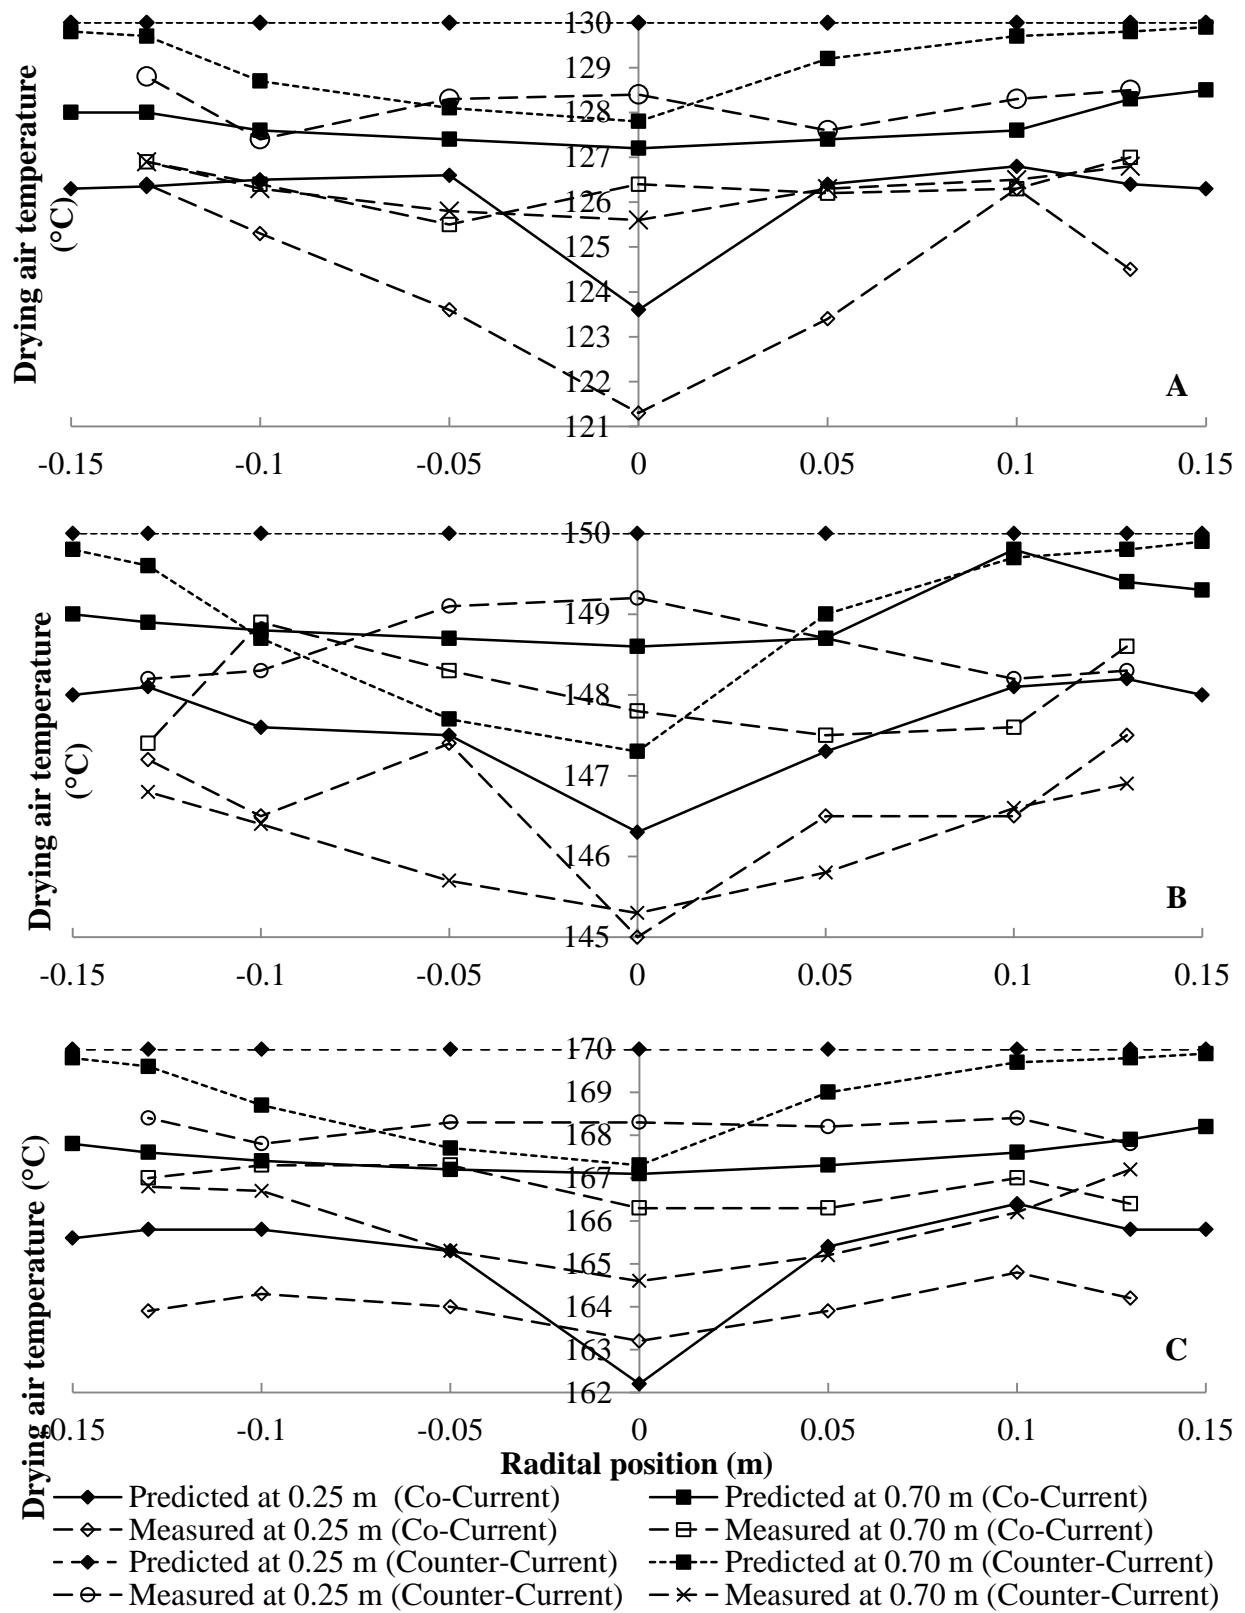 130
129
128
127
126
125
124
123
122
121
Drying air temperature
(°C)
A
-0.15 -0.1 -0.05 0 0.05 0.1 0.15
150
149
148
147
146
145
Drying air temperature
(°C)
B
-0.15 -0.1 -0.05 0 0.05 0.1 0.15
170
169
168
167
166
165
164
163
162
Drying air temperature (°C)
C
-0.15 -0.1 -0.05 0 0.05 0.1 0.15
Radital position (m)
Predicted at 0.25 m (Co-Current) Predicted at 0.70 m (Co-Current)
Measured at 0.25 m (Co-Current) Measured at 0.70 m (Co-Current)
Predicted at 0.25 m (Counter-Current) Predicted at 0.70 m (Counter-Current)
Measured at 0.25 m (Counter-Current) Measured at 0.70 m (Counter-Current)